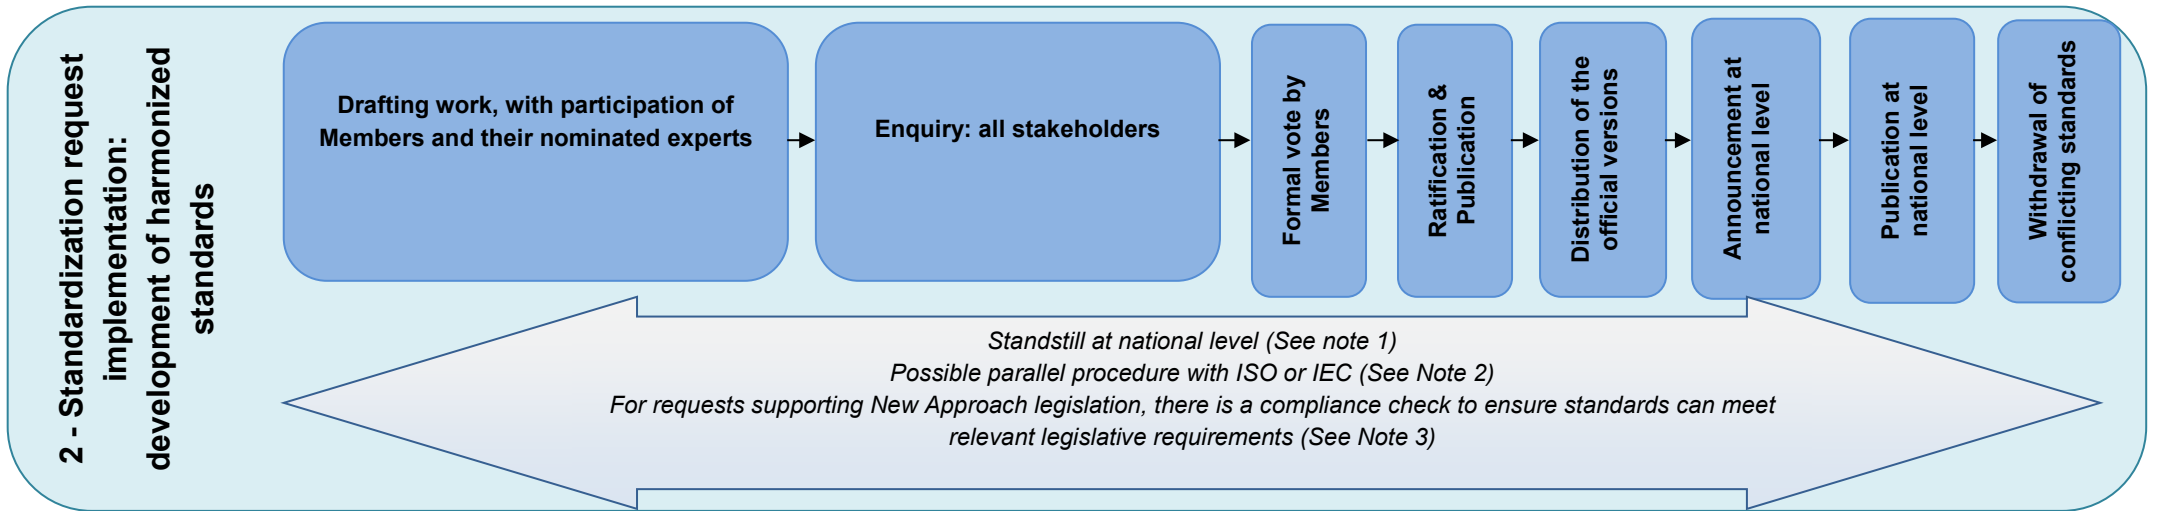 2 - Standardization request
implementation:
development of harmonized
standards
Drafting work, with participation of
Members and their nominated experts
Enquiry: all stakeholders
Formal vote by
Members
Ratification &
Publication
Distribution of the
official versions
Announcement at
national level
Publication at
national level
Withdrawal of
conflicting standards
Standstill at national level (See note 1)
Possible parallel procedure with ISO or IEC (See Note 2)
For requests supporting New Approach legislation, there is a compliance check to ensure standards can meet
relevant legislative requirements (See Note 3)